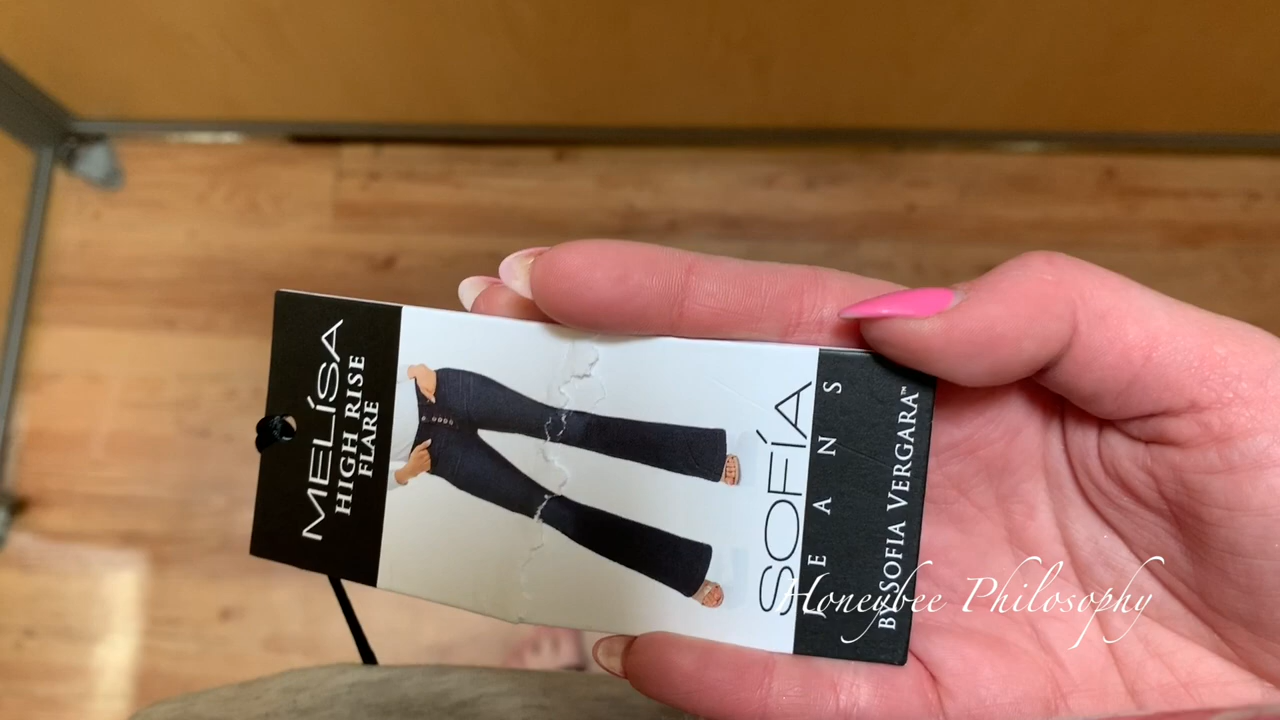 MELÍSA
HIGH RISE
FLARE
SOFÍA
JEANS
BY SOFIA VERGARA™
Honeybee Philosophy